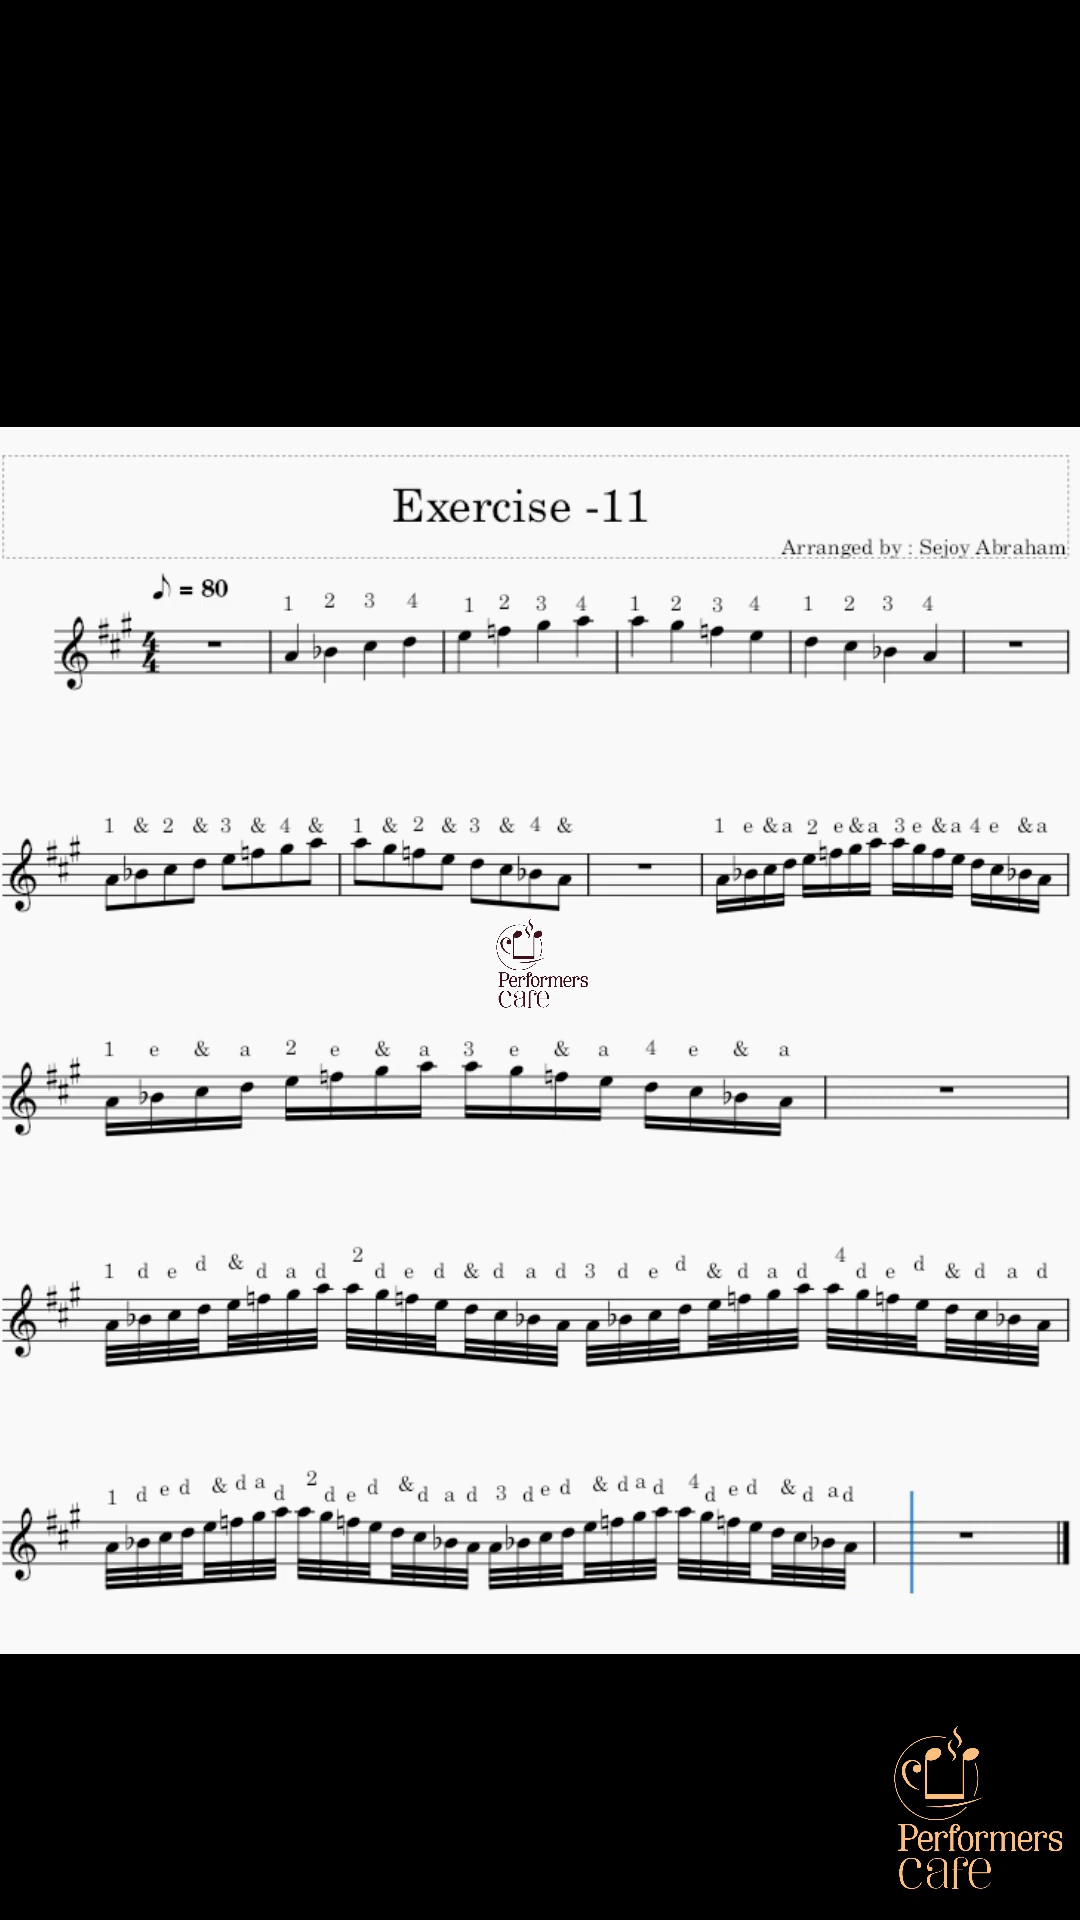 Exercise -11
Arranged by : Sejoy Abraham
♪ = 80
1 2 3 4 1 2 3 4 1 2 3 4 1 2 3 4
4
4
1 & 2 & 3 & 4 & 1 & 2 & 3 & 4 & 1 e & a 2 e & a 3 e & a 4 e & a
Performers
cafe
1 e & a 2 e & a 3 e & a 4 e & a
1 d e d & d a d 2 d e d & d a d 3 d e d & d a d 4 d e d & d a d
1 d e d & d a d 2 d e d & d a d 3 d e d & d a d 4 d e d & d a d
Performers
cafe